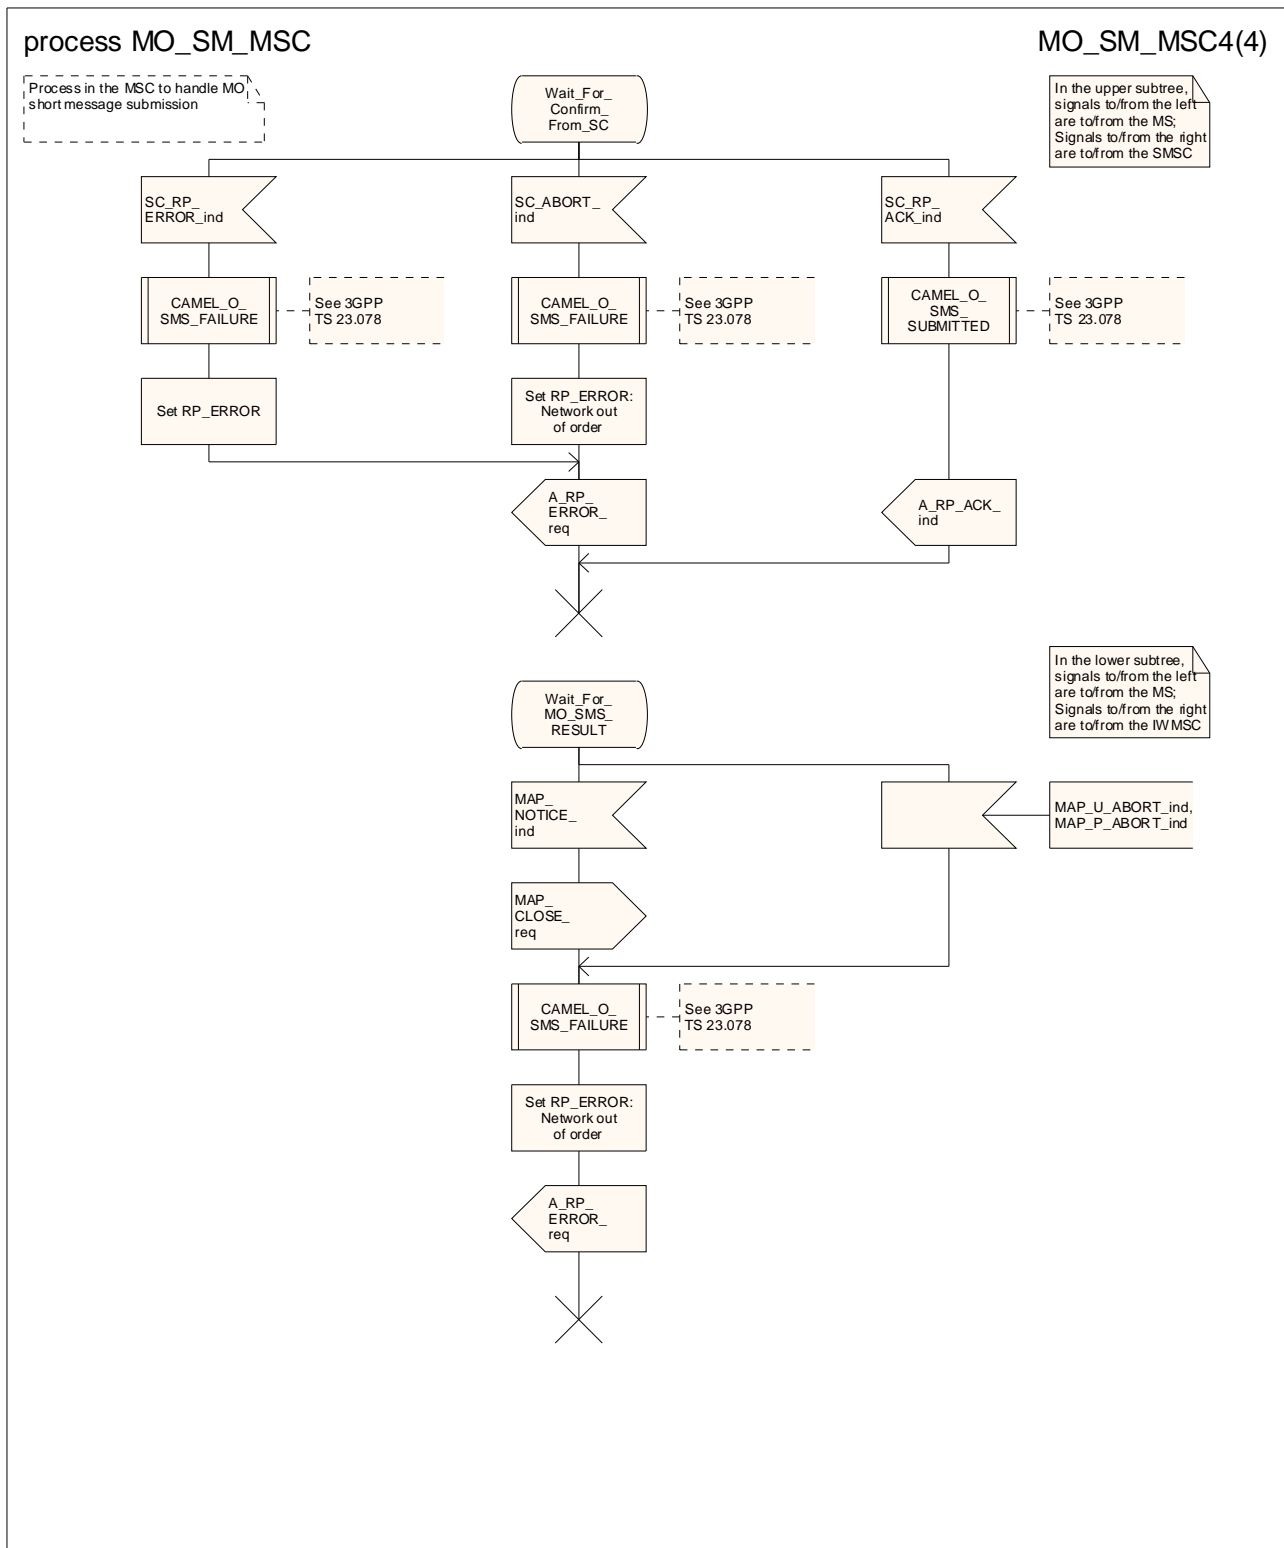 process MO_SM_MSC
MO_SM_MSC4(4)
Process in the MSC to handle MO
short message submission
Wait_For_
Confirm_
From_SC
In the upper subtree,
signals to/from the left
are to/from the MS;
Signals to/from the right
are to/from the SMSC
SC_RP_
ERROR_ind
SC_ABORT_
ind
SC_RP_
ACK_ind
CAMEL_O_
SMS_FAILURE
See 3GPP
TS 23.078
CAMEL_O_
SMS_FAILURE
See 3GPP
TS 23.078
CAMEL_O_
SMS_
SUBMITTED
See 3GPP
TS 23.078
Set RP_ERROR
Set RP_ERROR:
Network out
of order
A_RP_
ERROR_
req
A_RP_ACK_
ind
In the lower subtree,
signals to/from the left
are to/from the MS;
Signals to/from the right
are to/from the IWMSC
Wait_For_
MO_SMS_
RESULT
MAP_
NOTICE_
ind
MAP_U_ABORT_ind,
MAP_P_ABORT_ind
MAP_
CLOSE_
req
CAMEL_O_
SMS_FAILURE
See 3GPP
TS 23.078
Set RP_ERROR:
Network out
of order
A_RP_
ERROR_
req